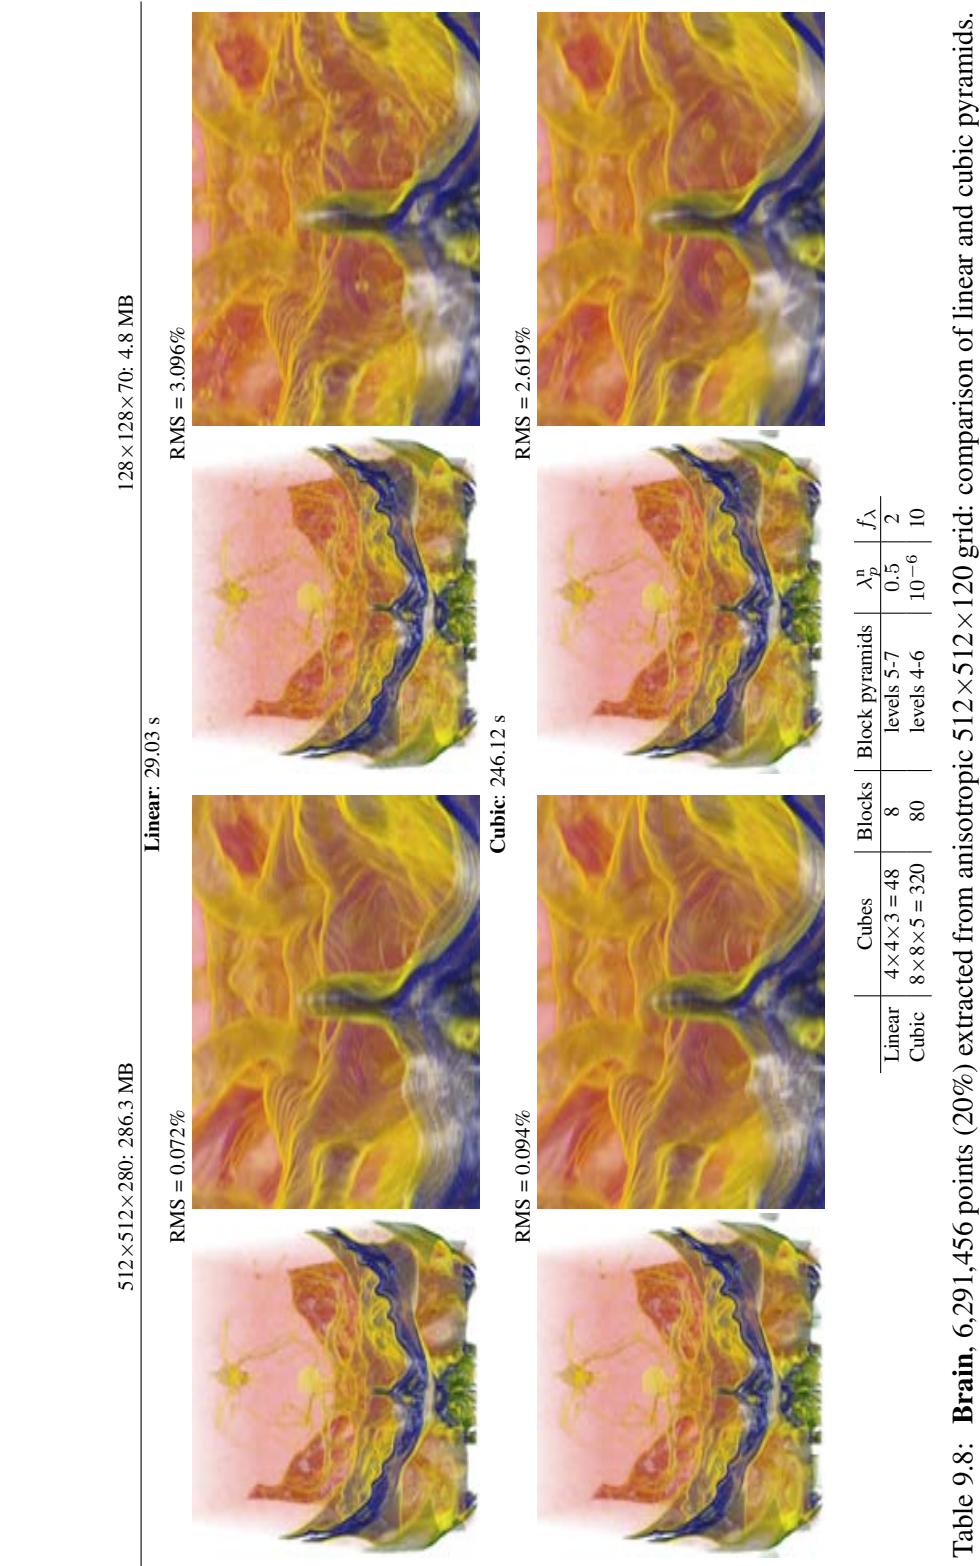 512×512×280: 286.3 MB 128×128×70: 4.8 MB
Linear: 29.03 s
RMS = 0.072% RMS = 3.096%
Cubic: 246.12 s
RMS = 0.094% RMS = 2.619%
Cubes Blocks Block pyramids λₚⁿ f_λ
Linear 4×4×3 = 48 8 levels 5-7 0.5 2
Cubic 8×8×5 = 320 80 levels 4-6 10⁻⁶ 10
Table 9.8: Brain, 6,291,456 points (20%) extracted from anisotropic 512×512×120 grid: comparison of linear and cubic pyramids.